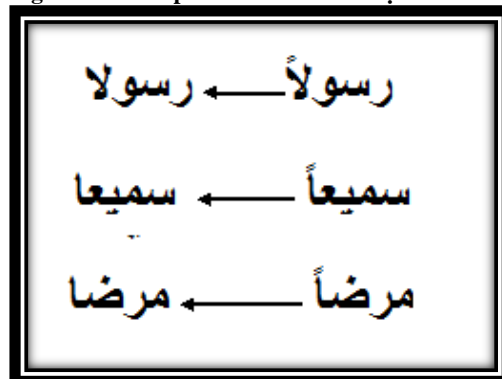 رسولاً ← رسولا
سميعاً ← سميعا
مرضاً ← مرضا